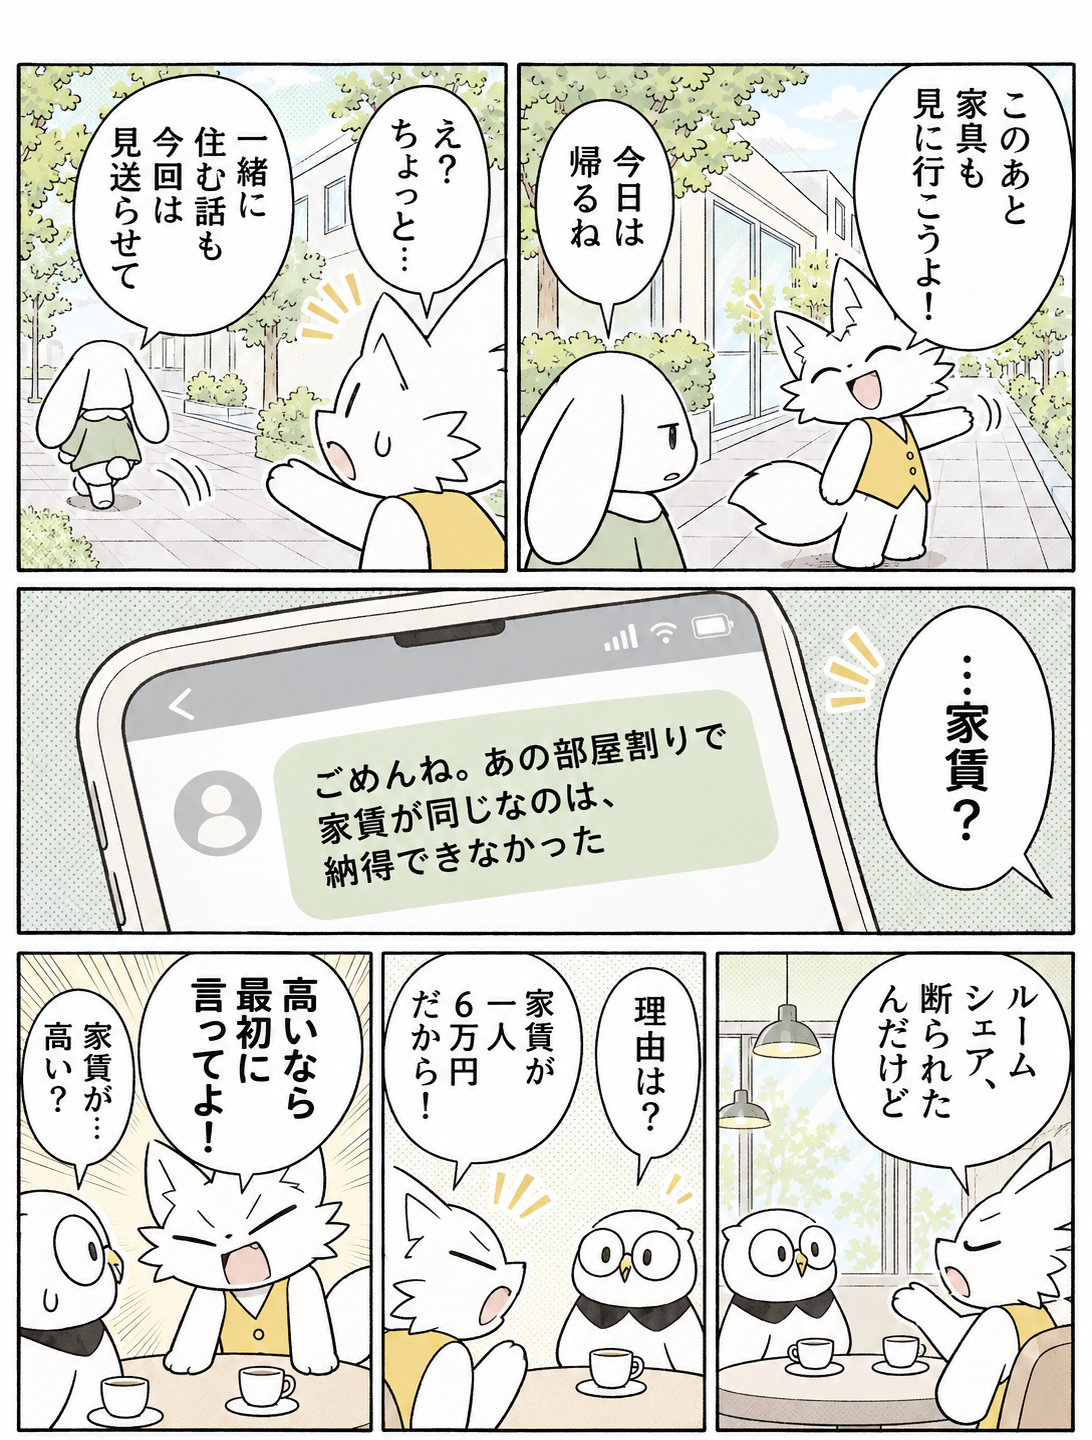 このあと
家具も
見に行こうよ！
今日は
帰るね
え？
ちょっと…
一緒に
住む話も
今回は
見送らせて
…家賃？
ごめんね。あの部屋割りで
家賃が同じなのは、
納得できなかった
ルーム
シェア、
断られた
んだけど
理由は？
家賃が
一人
6万円
だから！
高いなら
最初に
言ってよ！
家賃が…
高い？